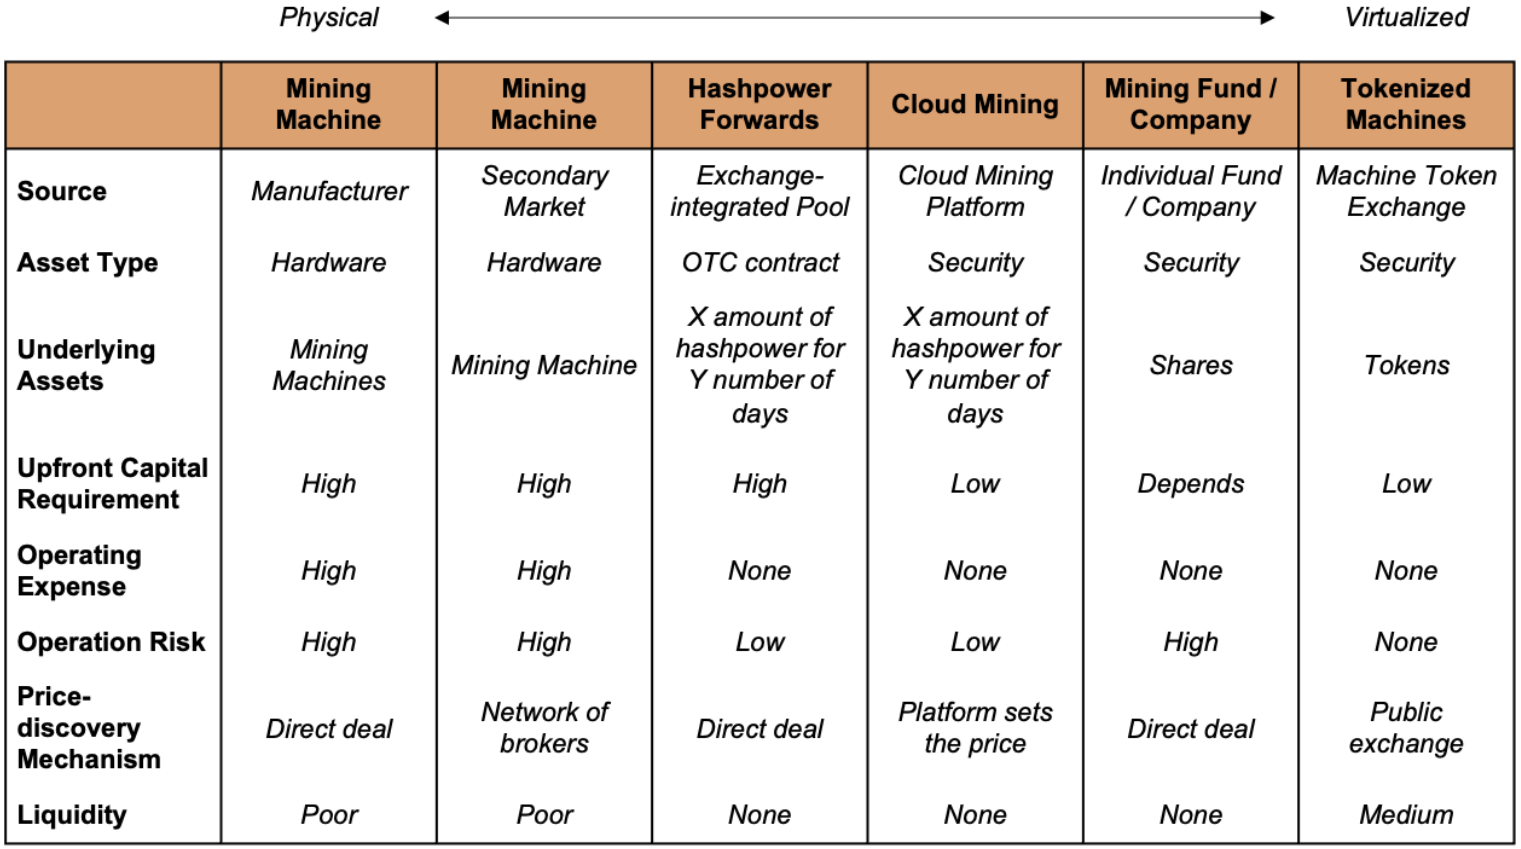 Physical Virtualized
Mining Machine Mining Machine Hashpower Forwards Cloud Mining Mining Fund / Company Tokenized Machines
Source Manufacturer Secondary Market Exchange-integrated Pool Cloud Mining Platform Individual Fund / Company Machine Token Exchange
Asset Type Hardware Hardware OTC contract Security Security Security
Underlying Assets Mining Machines Mining Machine X amount of hashpower for Y number of days X amount of hashpower for Y number of days Shares Tokens
Upfront Capital Requirement High High High Low Depends Low
Operating Expense High High None None None None
Operation Risk High High Low Low High None
Price-discovery Mechanism Direct deal Network of brokers Direct deal Platform sets the price Direct deal Public exchange
Liquidity Poor Poor None None None Medium